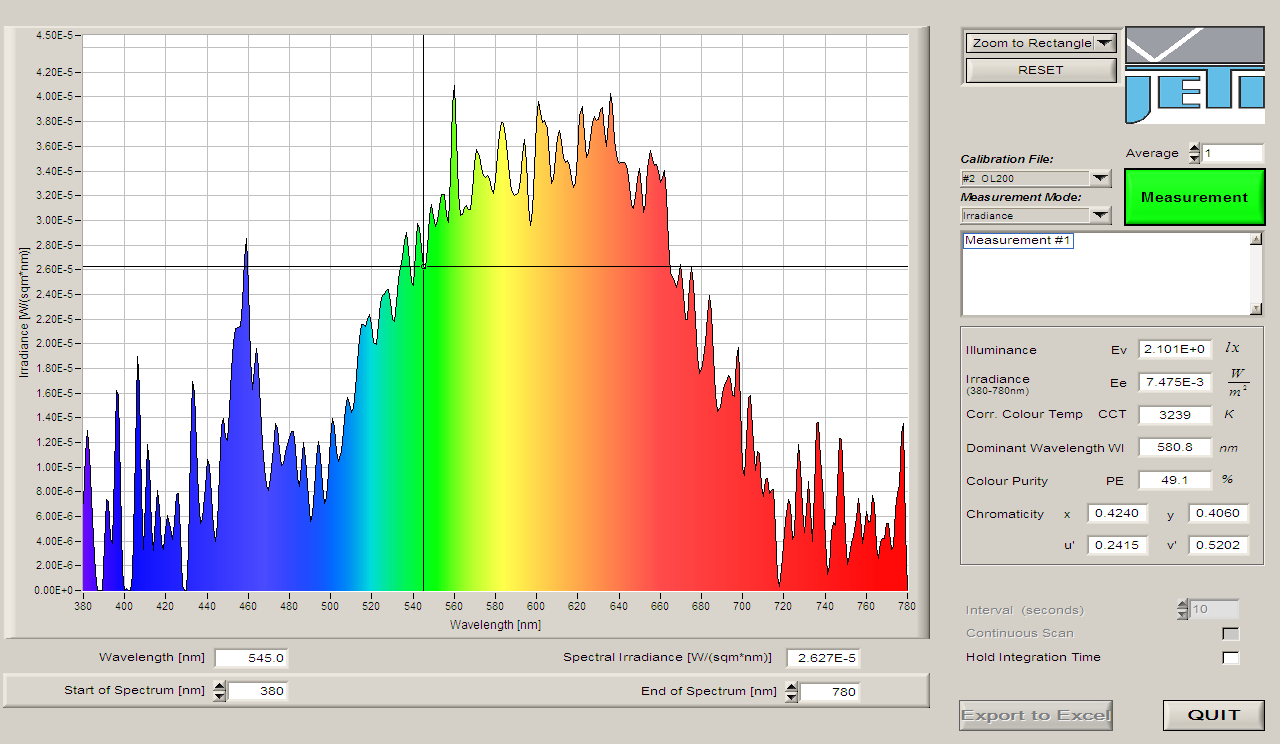 4.50E-5
4.20E-5
4.00E-5
3.80E-5
3.60E-5
3.40E-5
3.20E-5
3.00E-5
2.80E-5
2.60E-5
2.40E-5
2.20E-5
2.00E-5
1.80E-5
1.60E-5
1.40E-5
1.20E-5
1.00E-5
8.00E-6
6.00E-6
4.00E-6
2.00E-6
0.00E+0
Irradiance [W/(sqm*nm)]
380 400 420 440 460 480 500 520 540 560 580 600 620 640 660 680 700 720 740 760 780
Wavelength [nm]
Wavelength [nm] 545.0 Spectral Irradiance [W/(sqm*nm)] 2.627E-5
Start of Spectrum [nm] 380 End of Spectrum [nm] 780
Zoom to Rectangle
RESET
JETI
Calibration File:
#2 OL200
Measurement Mode:
Irradiance
Average 1
Measurement
Measurement #1
Illuminance Ev 2.101E+0 lx
Irradiance
(380-780nm) Ee 7.475E-3 W
m²
Corr. Colour Temp CCT 3239 K
Dominant Wavelength Wl 580.8 nm
Colour Purity PE 49.1 %
Chromaticity x 0.4240 y 0.4060
u' 0.2415 v' 0.5202
Interval (seconds) 10
Continuous Scan
Hold Integration Time
Export to Excel
QUIT